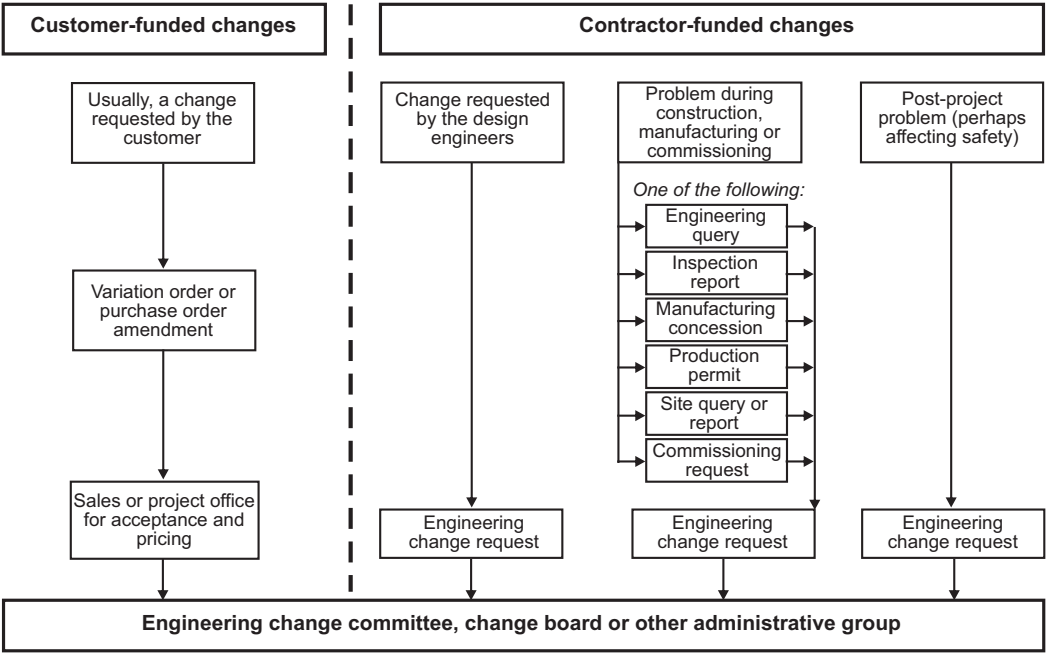 Customer-funded changes
Contractor-funded changes
Usually, a change
requested by the
customer
Change requested
by the design
engineers
Problem during
construction,
manufacturing or
commissioning
Post-project
problem (perhaps
affecting safety)
One of the following:
Engineering
query
Inspection
report
Manufacturing
concession
Production
permit
Site query or
report
Commissioning
request
Variation order or
purchase order
amendment
Sales or project office
for acceptance and
pricing
Engineering
change request
Engineering
change request
Engineering
change request
Engineering change committee, change board or other administrative group